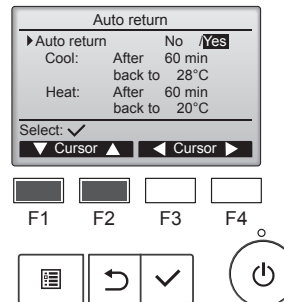 Auto return
Auto return No / Yes
Cool: After 60 min
back to 28°C
Heat: After 60 min
back to 20°C
Select: ✓
▼ Cursor ▲ ◀ Cursor ▶
F1 F2 F3 F4